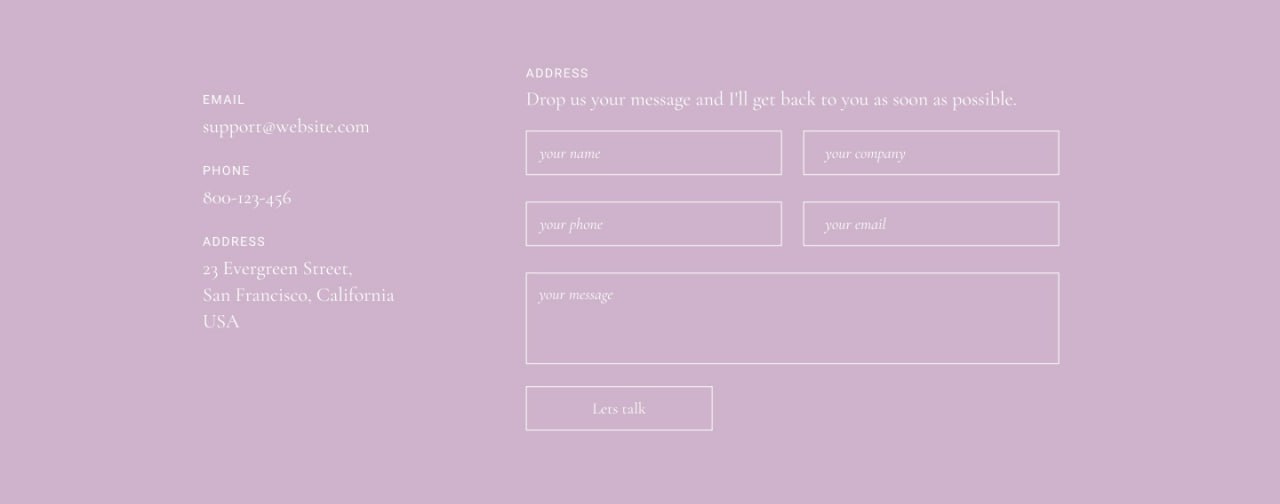 EMAIL
support@website.com
PHONE
800-123-456
ADDRESS
23 Evergreen Street,
San Francisco, California
USA
ADDRESS
Drop us your message and I'll get back to you as soon as possible.
your name
your company
your phone
your email
your message
Lets talk